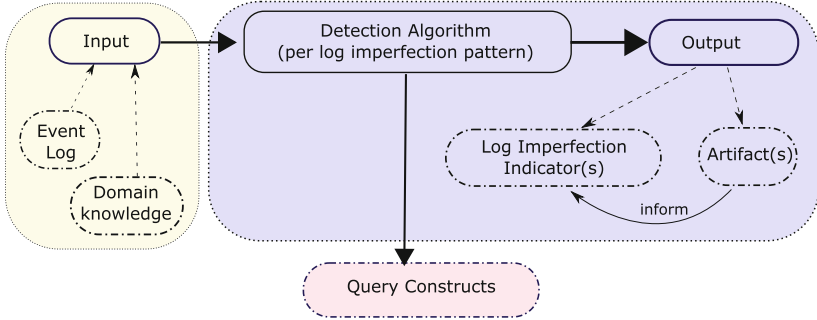 Input
Detection Algorithm
(per log imperfection pattern)
Output
Event
Log
Domain
knowledge
Log Imperfection
Indicator(s)
Artifact(s)
inform
Query Constructs